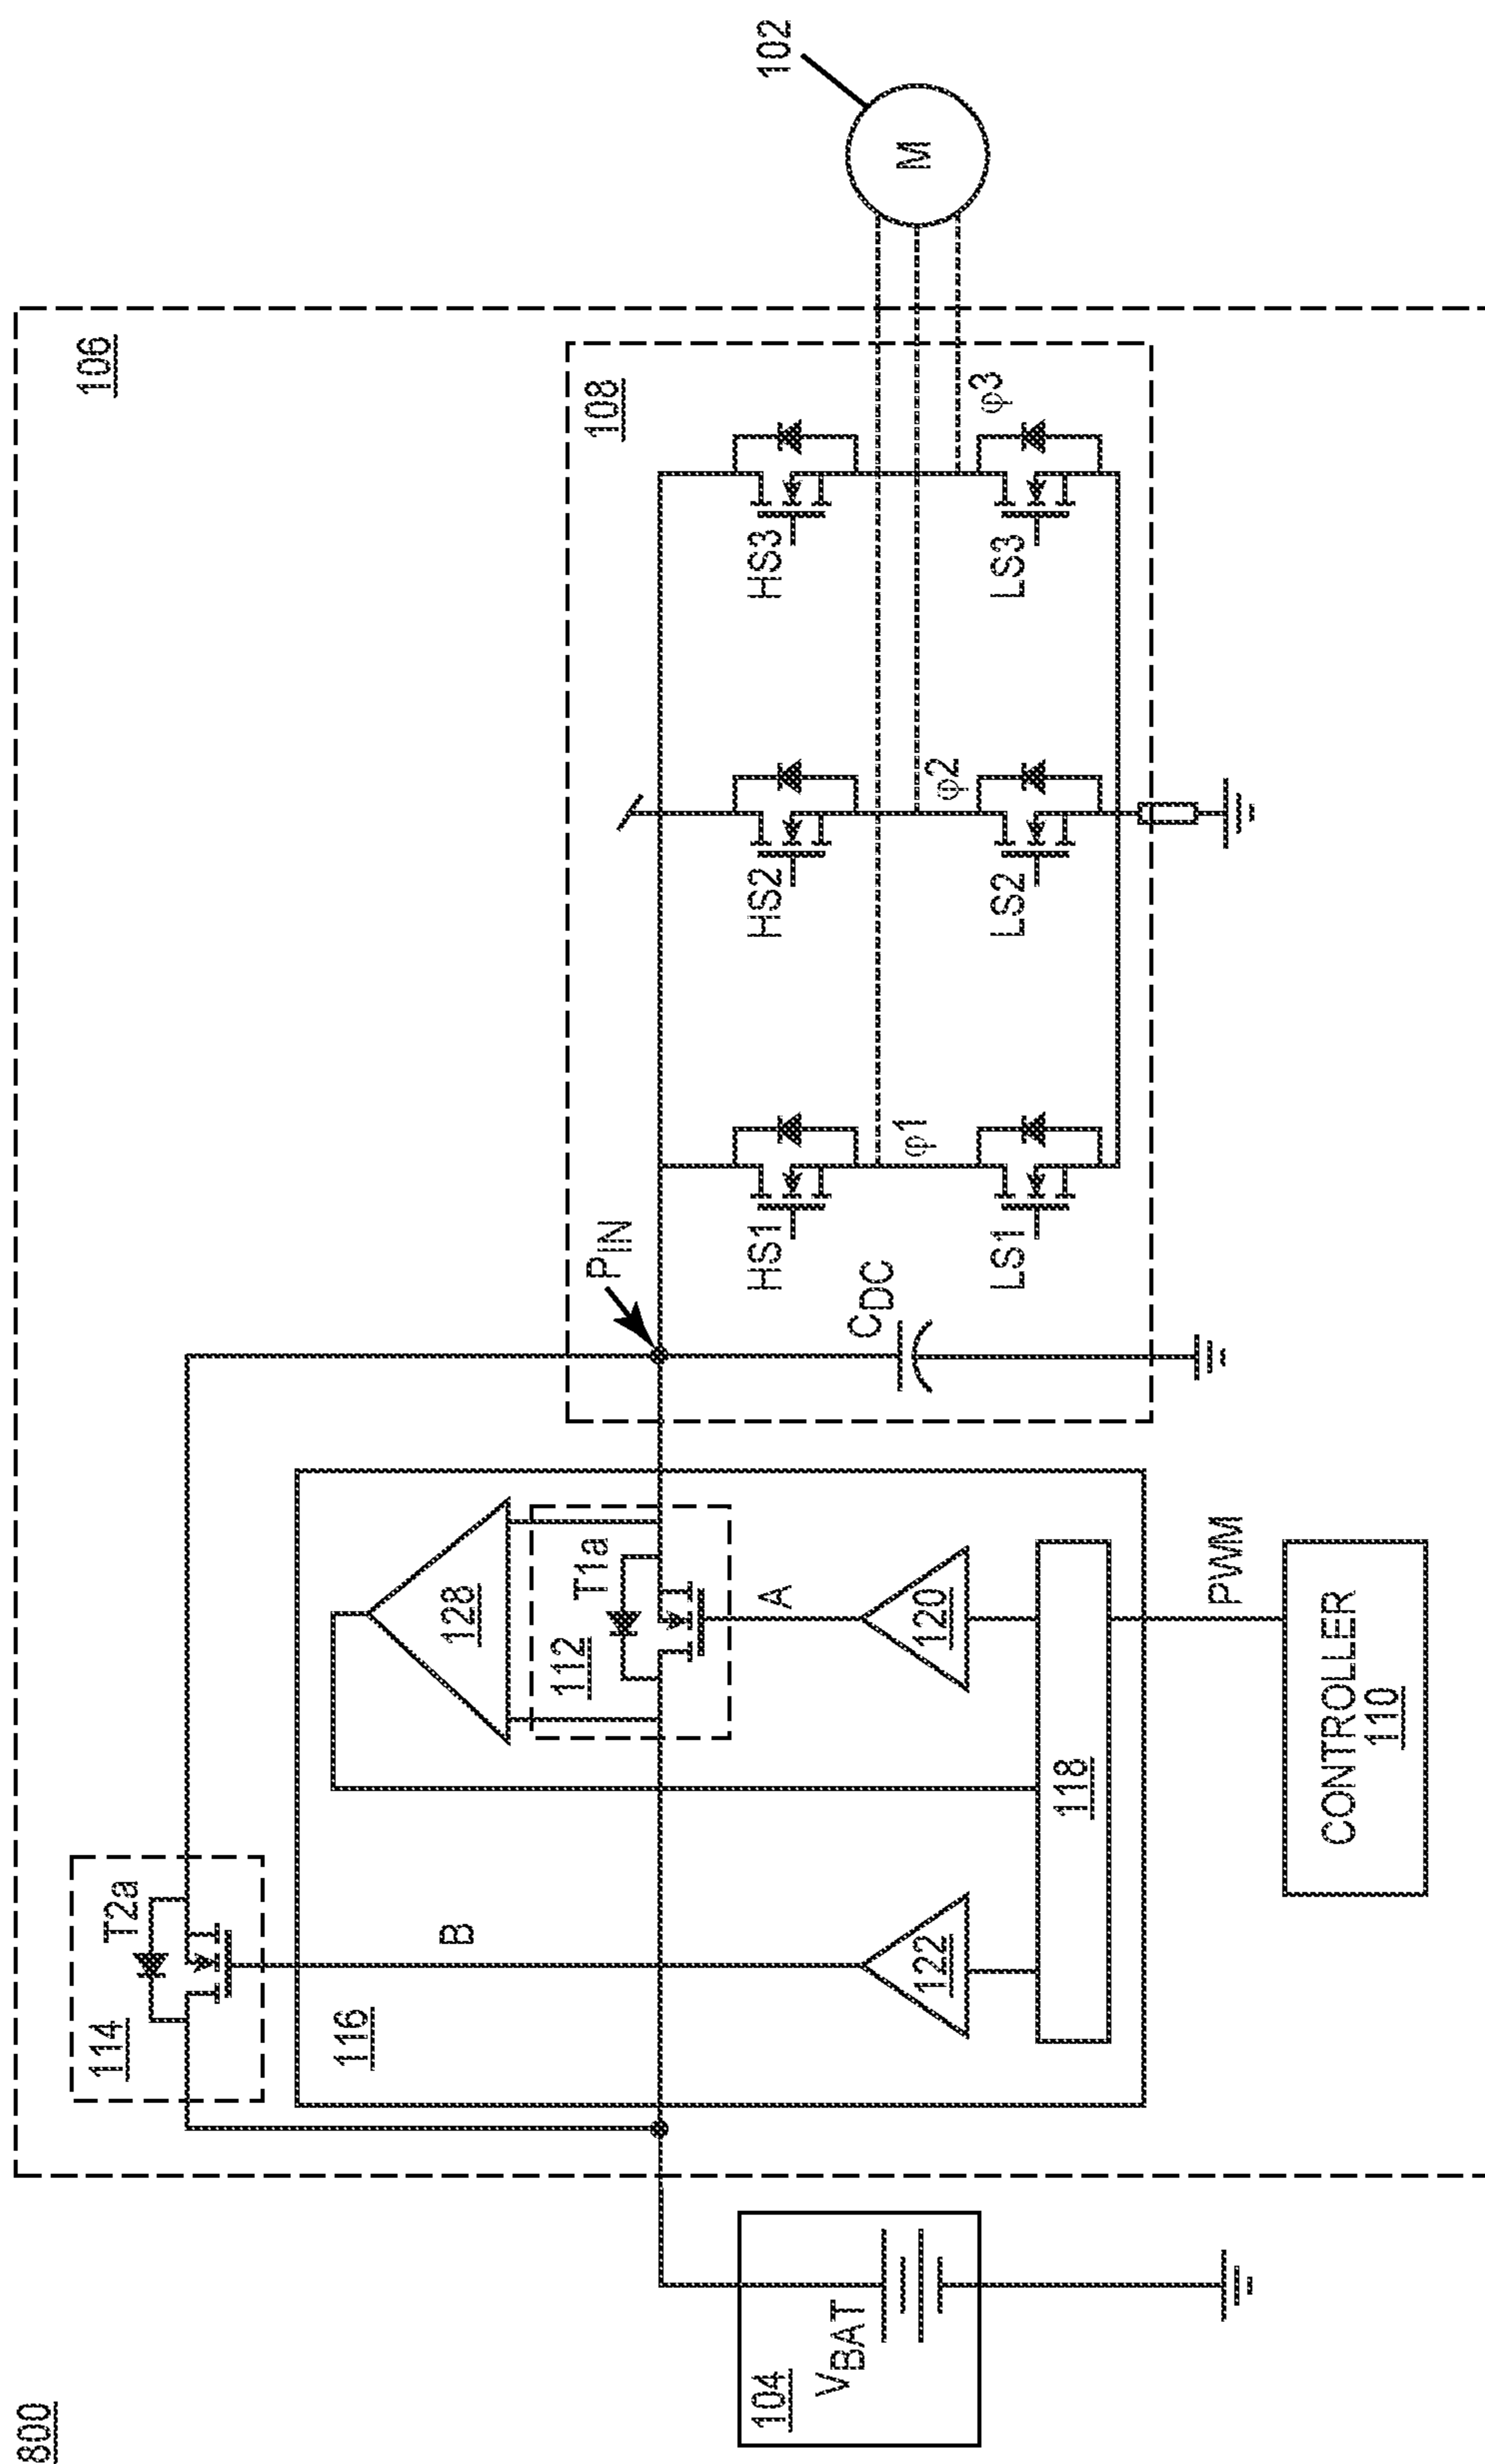 800
106
114
T2a
116
B
128
112
T1a
A
122
120
118
PWM
CONTROLLER
110
104
V_BAT
P_IN
C_DC
108
HS1
HS2
HS3
φ1
φ2
φ3
LS1
LS2
LS3
M
102